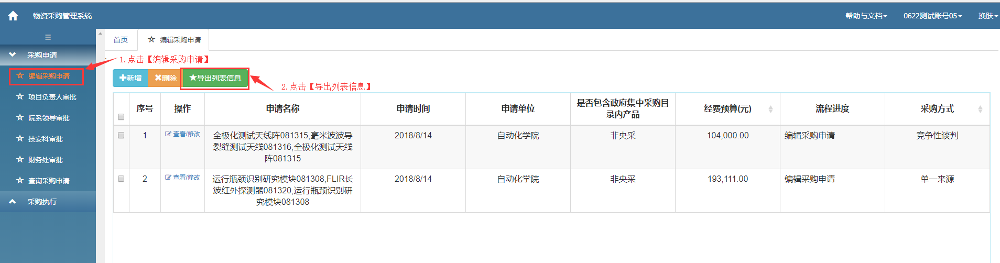 物资采购管理系统
帮助与文档
0622测试账号05
换肤
采购申请
编辑采购申请
项目负责人审批
院系领导审批
技安科审批
财务处审批
查询采购申请
采购执行
首页
编辑采购申请
1.点击【编辑采购申请】
新增
删除
导出列表信息
2.点击【导出列表信息】
序号
操作
申请名称
申请时间
申请单位
是否包含政府集中采购目
录内产品
经费预算(元)
流程进度
采购方式
1
查看/修改
全极化测试天线阵081315,毫米波波导
裂缝测试天线081316,全极化测试天线
阵081315
2018/8/14
自动化学院
非央采
104,000.00
编辑采购申请
竞争性谈判
2
查看/修改
运行瓶颈识别研究模块081308,FLIR长
波红外探测器081320,运行瓶颈识别研
究模块081308
2018/8/14
自动化学院
非央采
193,111.00
编辑采购申请
单一来源